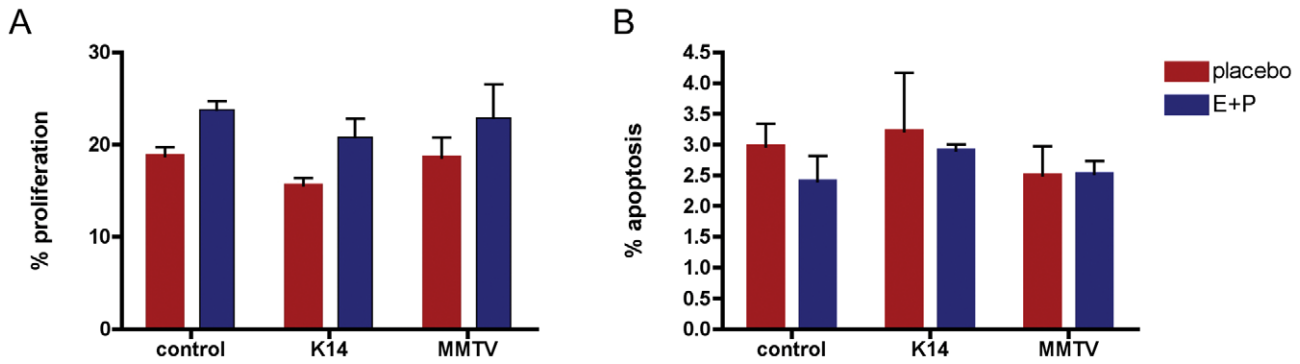 A
% proliferation
30
20
10
0
control K14 MMTV
B
% apoptosis
4.5
4.0
3.5
3.0
2.5
2.0
1.5
1.0
0.5
0.0
control K14 MMTV
placebo
E+P